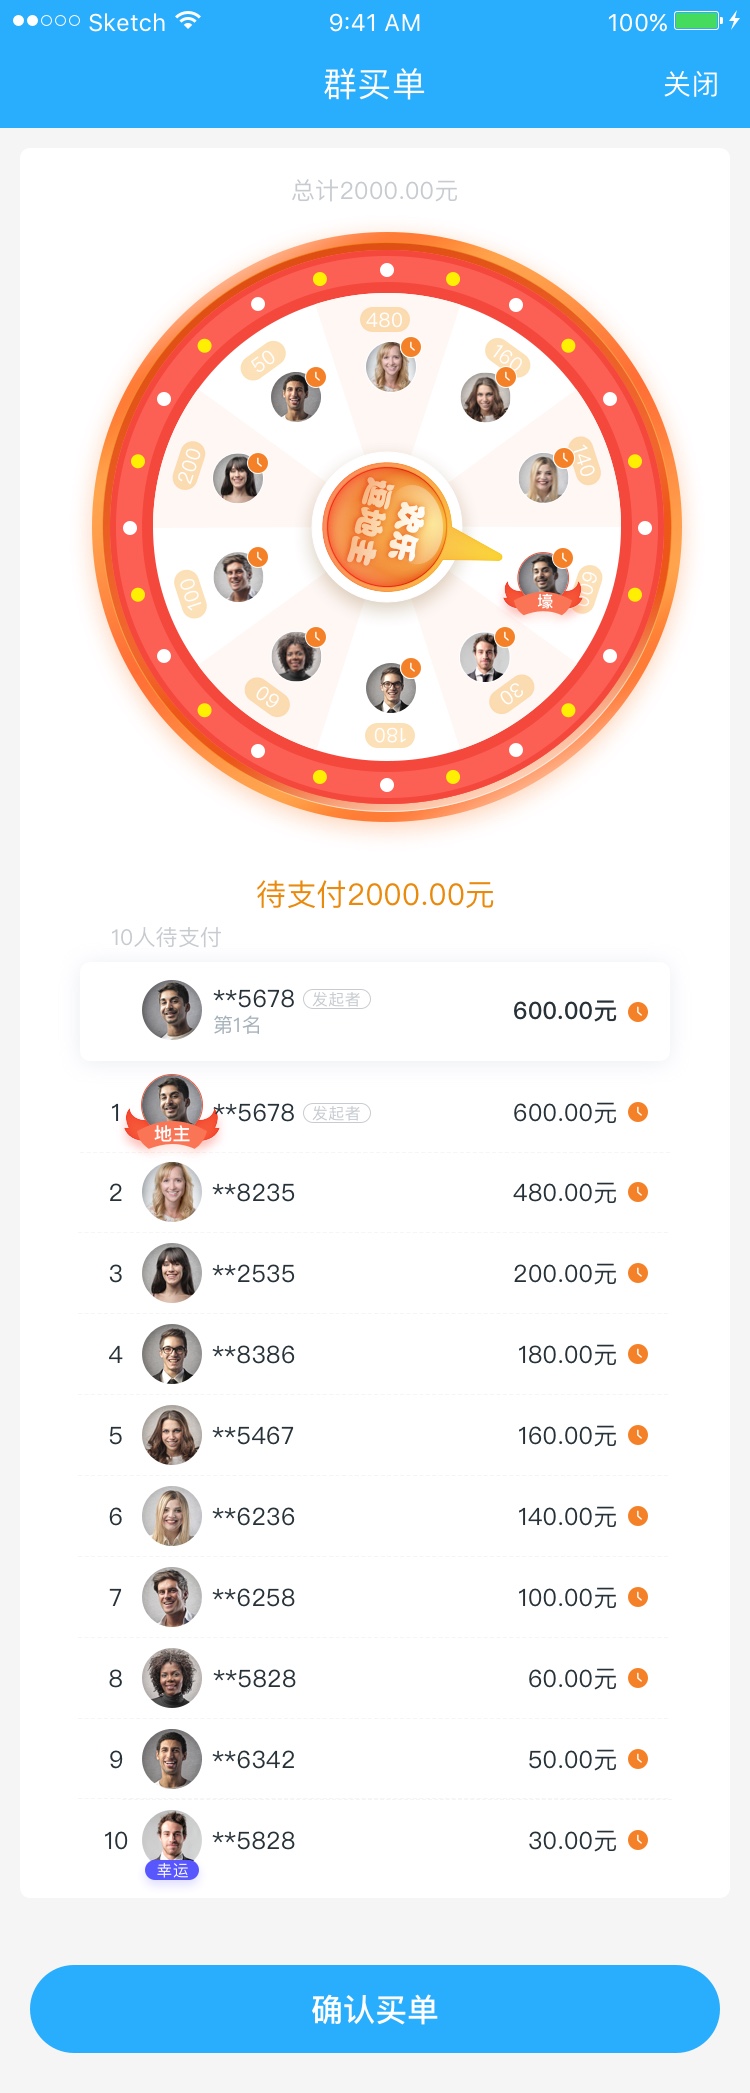 Sketch 9:41 AM 100%
群买单 关闭
总计2000.00元
480
50
160
200
140
欢乐
逗地主
100
600
壕
60
30
180
待支付2000.00元
10人待支付
**5678 发起者 600.00元
第1名
1 **5678 发起者 600.00元
地主
2 **8235 480.00元
3 **2535 200.00元
4 **8386 180.00元
5 **5467 160.00元
6 **6236 140.00元
7 **6258 100.00元
8 **5828 60.00元
9 **6342 50.00元
10 **5828 30.00元
幸运
确认买单